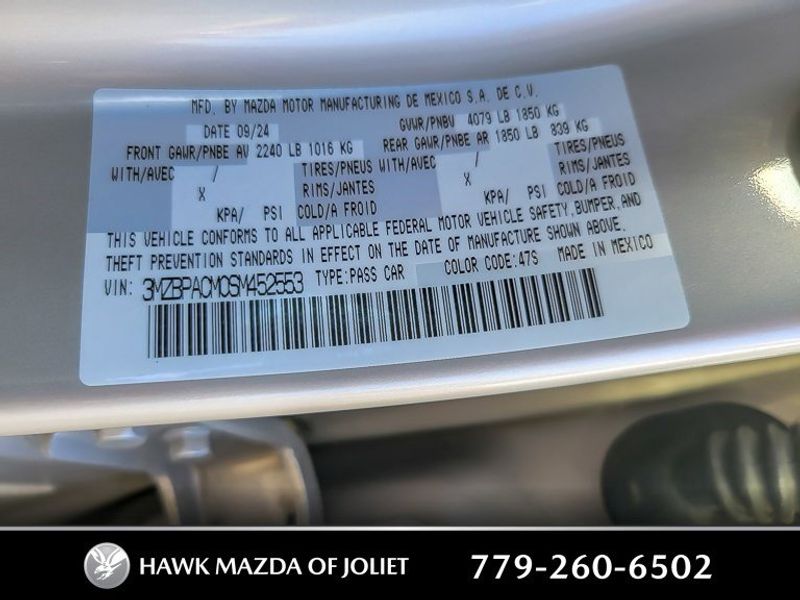 MFD. BY MAZDA MOTOR MANUFACTURING DE MEXICO S.A. DE C.V.
DATE 09/24 GVWR/PNBV 4079 LB 1850 KG
FRONT GAWR/PNBE AV 2240 LB 1016 KG REAR GAWR/PNBE AR 1850 LB 839 KG
WITH/AVEC / TIRES/PNEUS WITH/AVEC / TIRES/PNEUS
X RIMS/JANTES X RIMS/JANTES
KPA/ PSI COLD/A FROID KPA/ PSI COLD/A FROID
THIS VEHICLE CONFORMS TO ALL APPLICABLE FEDERAL MOTOR VEHICLE SAFETY, BUMPER, AND
THEFT PREVENTION STANDARDS IN EFFECT ON THE DATE OF MANUFACTURE SHOWN ABOVE.
VIN: 3MZBPACM0SM452553 TYPE:PASS CAR COLOR CODE:47S MADE IN MEXICO
HAWK MAZDA OF JOLIET 779-260-6502